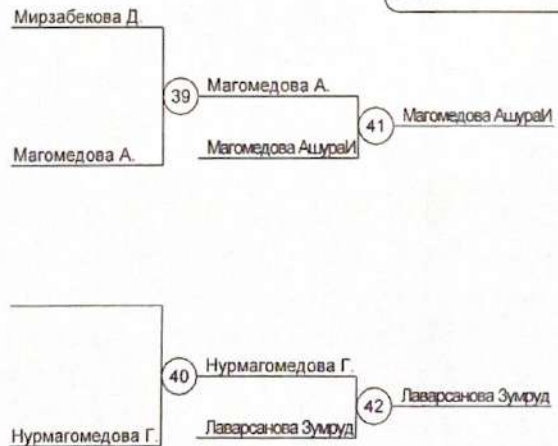 Мирзабекова Д.
39
Магомедова А.
41
Магомедова АшураИ
Магомедова АшураИ
Магомедова А.
40
Нурмагомедова Г.
42
Лаварсанова Зумруд
Лаварсанова Зумруд
Нурмагомедова Г.